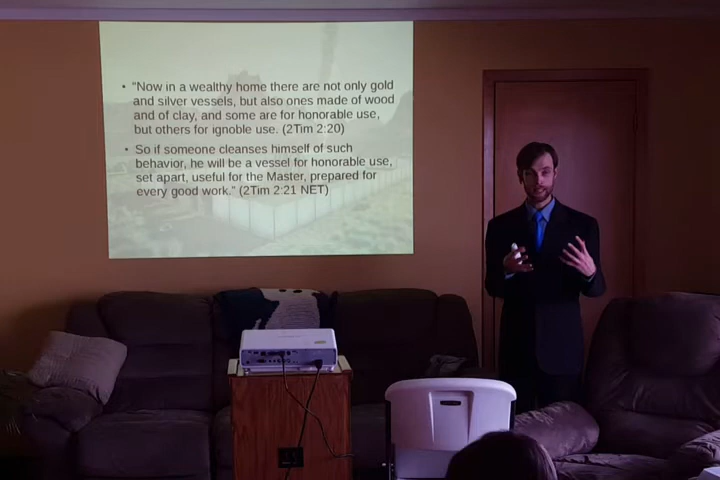 • "Now in a wealthy home there are not only gold
and silver vessels, but also ones made of wood
and of clay, and some are for honorable use,
but others for ignoble use. (2Tim 2:20)
• So if someone cleanses himself of such
behavior, he will be a vessel for honorable use,
set apart, useful for the Master, prepared for
every good work." (2Tim 2:21 NET)